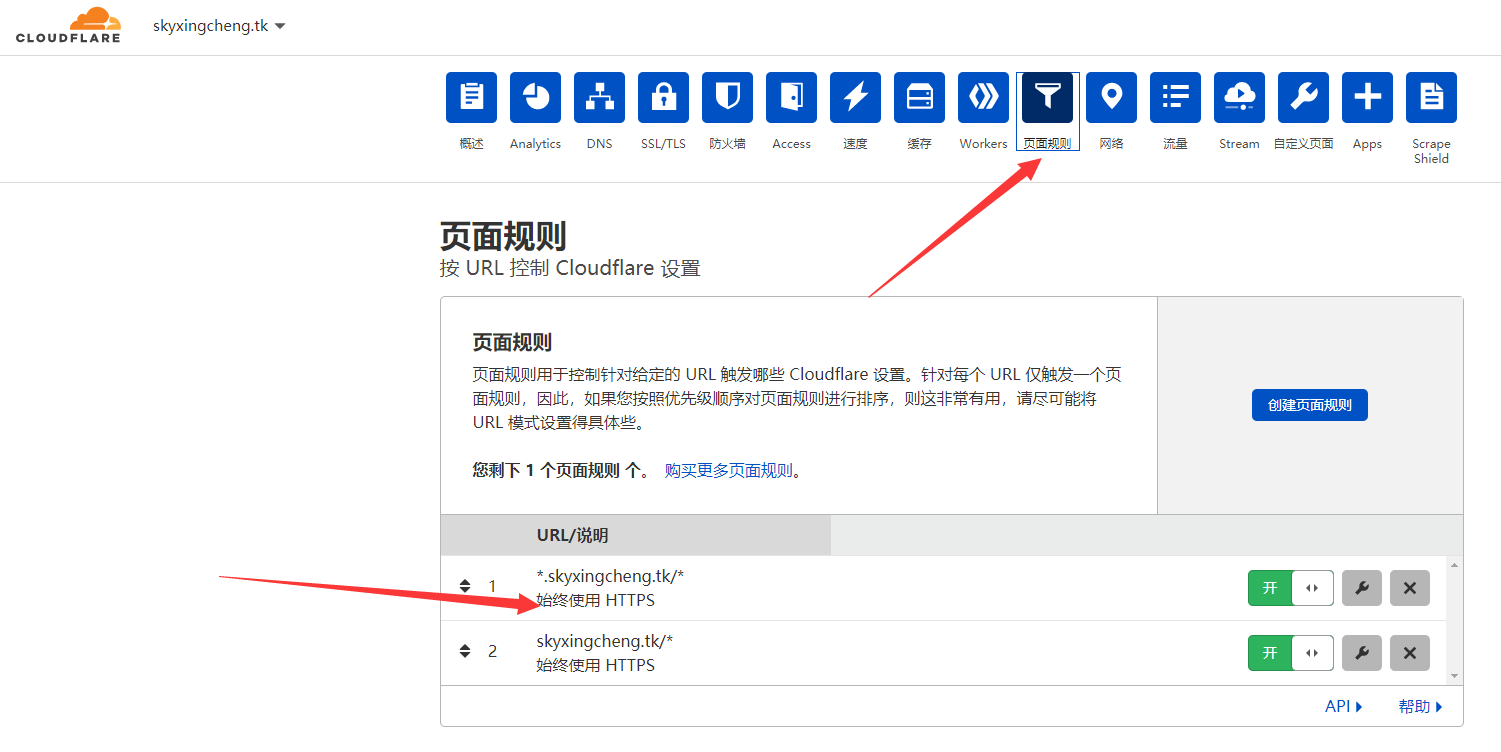 CLOUDFLARE
skyxingcheng.tk
概述
Analytics
DNS
SSL/TLS
防火墙
Access
速度
缓存
Workers
页面规则
网络
流量
Stream
自定义页面
Apps
Scrape
Shield
页面规则
按 URL 控制 Cloudflare 设置
页面规则
页面规则用于控制针对给定的 URL 触发哪些 Cloudflare 设置。针对每个 URL 仅触发一个页
面规则，因此，如果您按照优先级顺序对页面规则进行排序，则这非常有用，请尽可能将
URL 模式设置得具体些。
您剩下 1 个页面规则 个。 购买更多页面规则。
创建页面规则
URL/说明
1
*.skyxingcheng.tk/*
始终使用 HTTPS
开
2
skyxingcheng.tk/*
始终使用 HTTPS
开
API
帮助